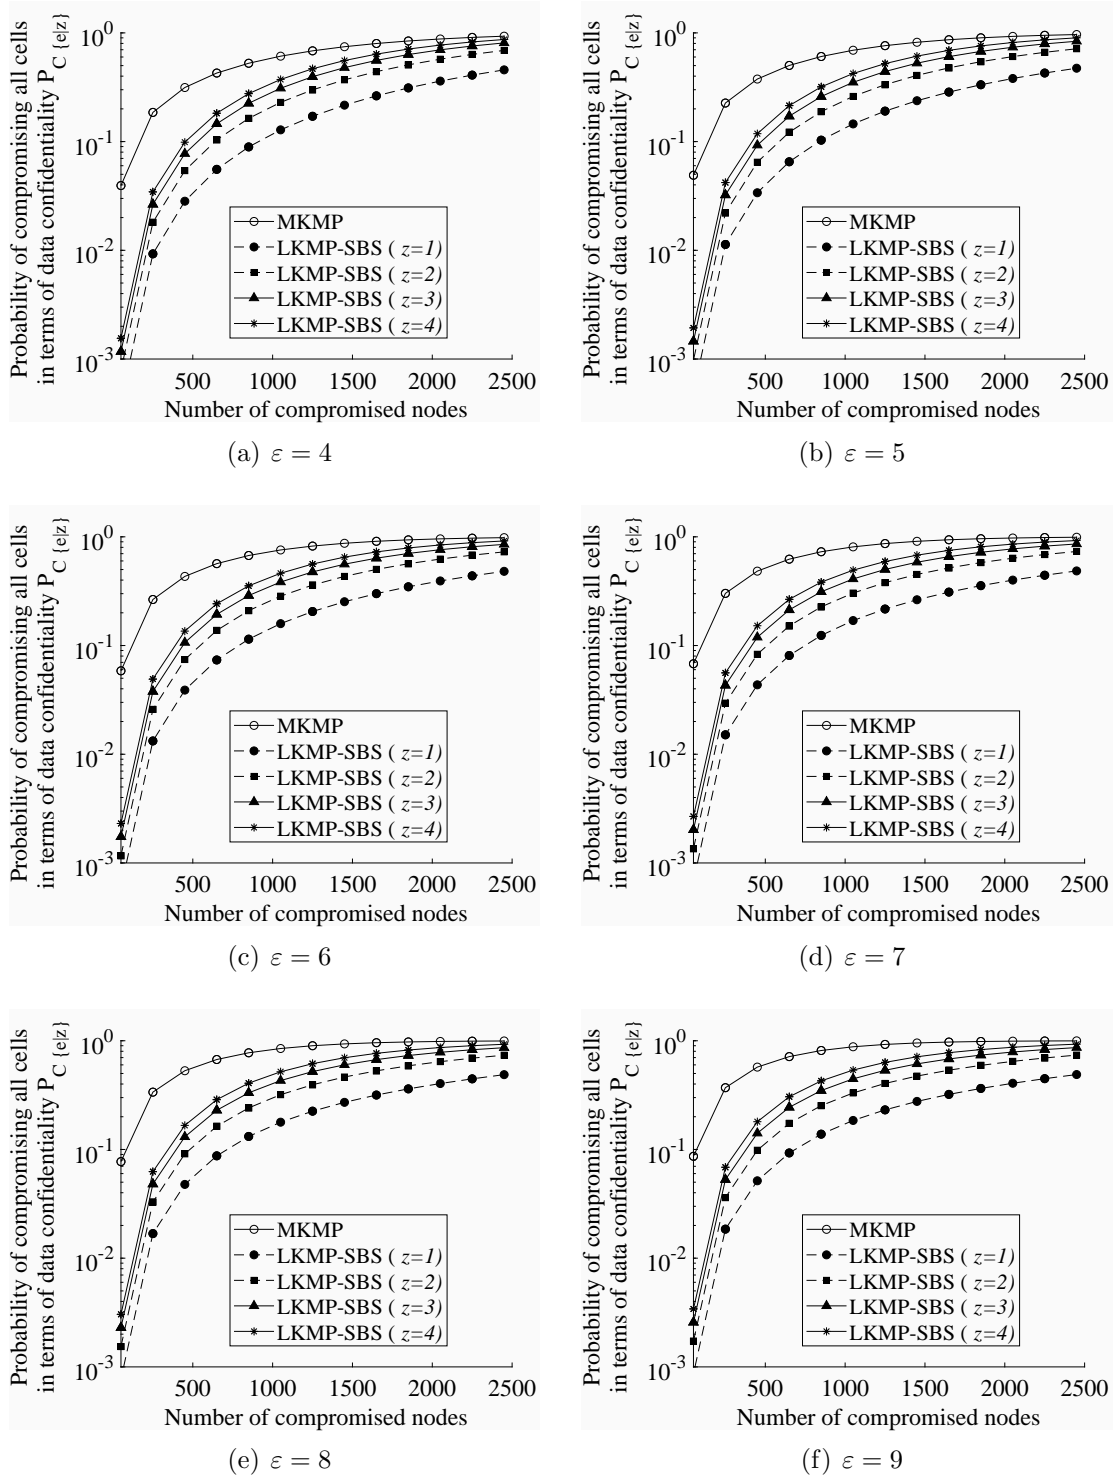 Probability of compromising all cells
in terms of data confidentiality P_C {e|z}
10^0
10^-1
10^-2
10^-3
MKMP
LKMP-SBS ( z=1)
LKMP-SBS ( z=2)
LKMP-SBS ( z=3)
LKMP-SBS ( z=4)
500 1000 1500 2000 2500
Number of compromised nodes
(a) ε = 4
Probability of compromising all cells
in terms of data confidentiality P_C {e|z}
10^0
10^-1
10^-2
10^-3
MKMP
LKMP-SBS ( z=1)
LKMP-SBS ( z=2)
LKMP-SBS ( z=3)
LKMP-SBS ( z=4)
500 1000 1500 2000 2500
Number of compromised nodes
(b) ε = 5
Probability of compromising all cells
in terms of data confidentiality P_C {e|z}
10^0
10^-1
10^-2
10^-3
MKMP
LKMP-SBS ( z=1)
LKMP-SBS ( z=2)
LKMP-SBS ( z=3)
LKMP-SBS ( z=4)
500 1000 1500 2000 2500
Number of compromised nodes
(c) ε = 6
Probability of compromising all cells
in terms of data confidentiality P_C {e|z}
10^0
10^-1
10^-2
10^-3
MKMP
LKMP-SBS ( z=1)
LKMP-SBS ( z=2)
LKMP-SBS ( z=3)
LKMP-SBS ( z=4)
500 1000 1500 2000 2500
Number of compromised nodes
(d) ε = 7
Probability of compromising all cells
in terms of data confidentiality P_C {e|z}
10^0
10^-1
10^-2
10^-3
MKMP
LKMP-SBS ( z=1)
LKMP-SBS ( z=2)
LKMP-SBS ( z=3)
LKMP-SBS ( z=4)
500 1000 1500 2000 2500
Number of compromised nodes
(e) ε = 8
Probability of compromising all cells
in terms of data confidentiality P_C {e|z}
10^0
10^-1
10^-2
10^-3
MKMP
LKMP-SBS ( z=1)
LKMP-SBS ( z=2)
LKMP-SBS ( z=3)
LKMP-SBS ( z=4)
500 1000 1500 2000 2500
Number of compromised nodes
(f) ε = 9